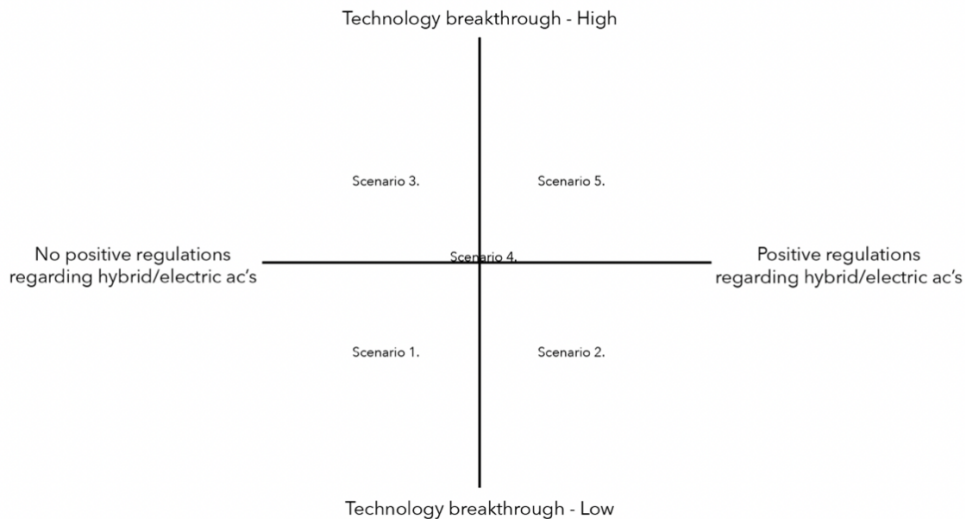 Technology breakthrough - High
Scenario 3.
Scenario 5.
No positive regulations
regarding hybrid/electric ac's
Scenario 4.
Positive regulations
regarding hybrid/electric ac's
Scenario 1.
Scenario 2.
Technology breakthrough - Low